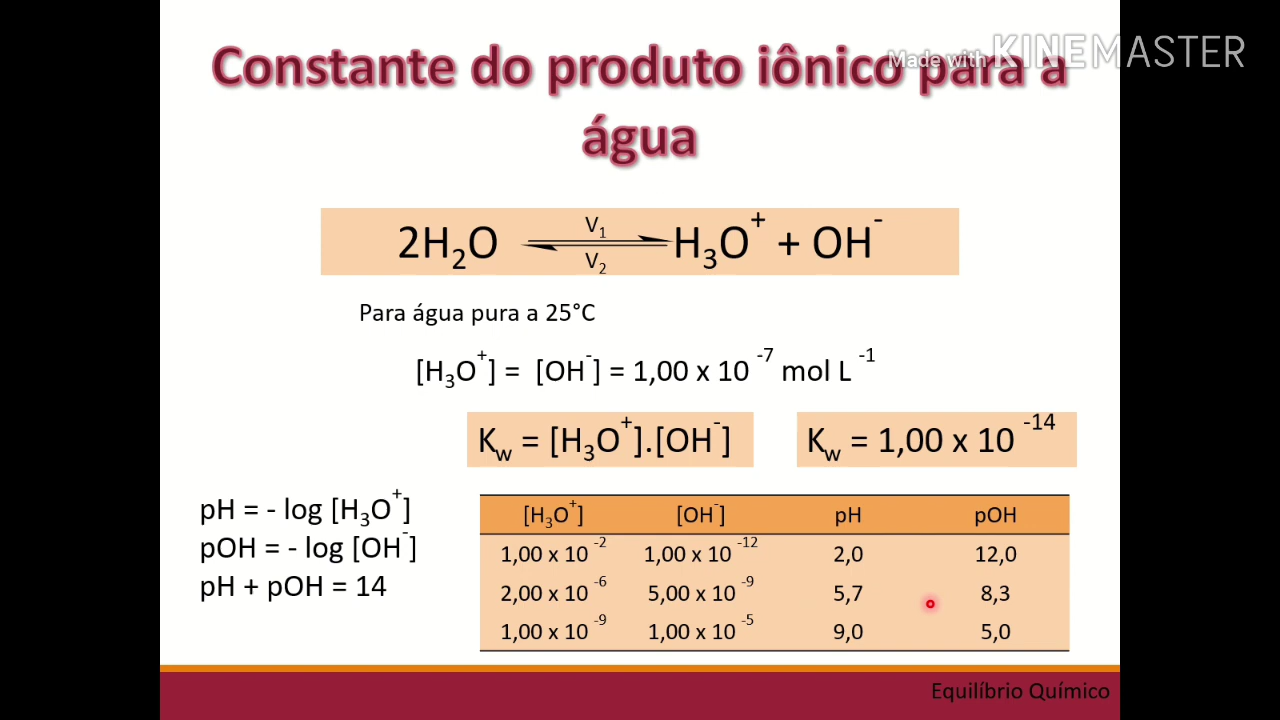 Made with KINEMASTER
Constante do produto iônico para a
água
2H₂O ⇌ H₃O⁺ + OH⁻
V₁
V₂
Para água pura a 25°C
[H₃O⁺] = [OH⁻] = 1,00 x 10⁻⁷ mol L⁻¹
K_w = [H₃O⁺].[OH⁻] K_w = 1,00 x 10⁻¹⁴
pH = - log [H₃O⁺]
pOH = - log [OH⁻]
pH + pOH = 14
[H₃O⁺] [OH⁻] pH pOH
1,00 x 10⁻² 1,00 x 10⁻¹² 2,0 12,0
2,00 x 10⁻⁶ 5,00 x 10⁻⁹ 5,7 8,3
1,00 x 10⁻⁹ 1,00 x 10⁻⁵ 9,0 5,0
Equilíbrio Químico